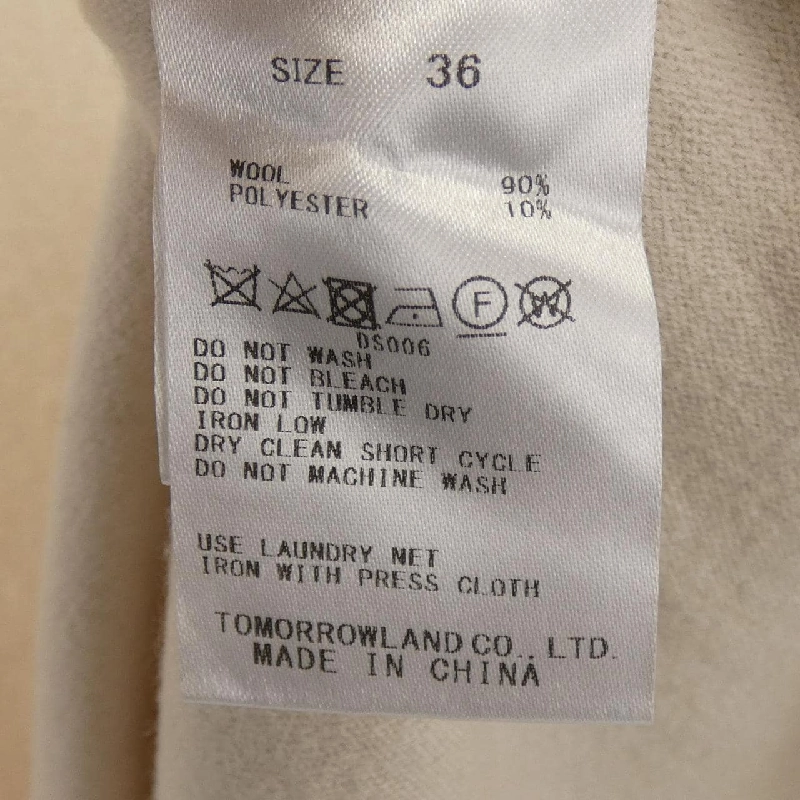 SIZE 36
WOOL 90%
POLYESTER 10%
F W
DS006
DO NOT WASH
DO NOT BLEACH
DO NOT TUMBLE DRY
IRON LOW
DRY CLEAN SHORT CYCLE
DO NOT MACHINE WASH
USE LAUNDRY NET
IRON WITH PRESS CLOTH
TOMORROWLAND CO., LTD.
MADE IN CHINA